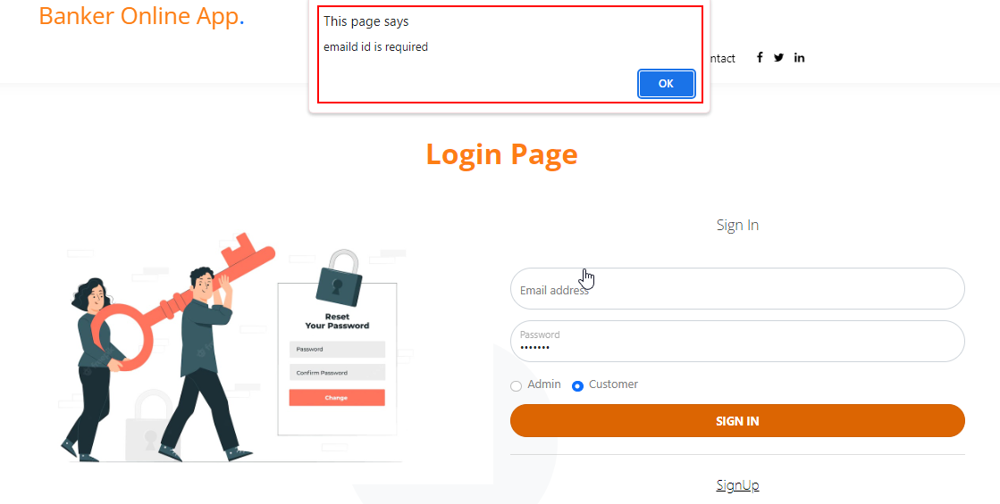 Banker Online App.
This page says
emaild id is required
OK
ntact
Login Page
Sign In
Email address
Password
•••••••
Admin
Customer
SIGN IN
SignUp
Reset
Your Password
Password
Confirm Password
Change